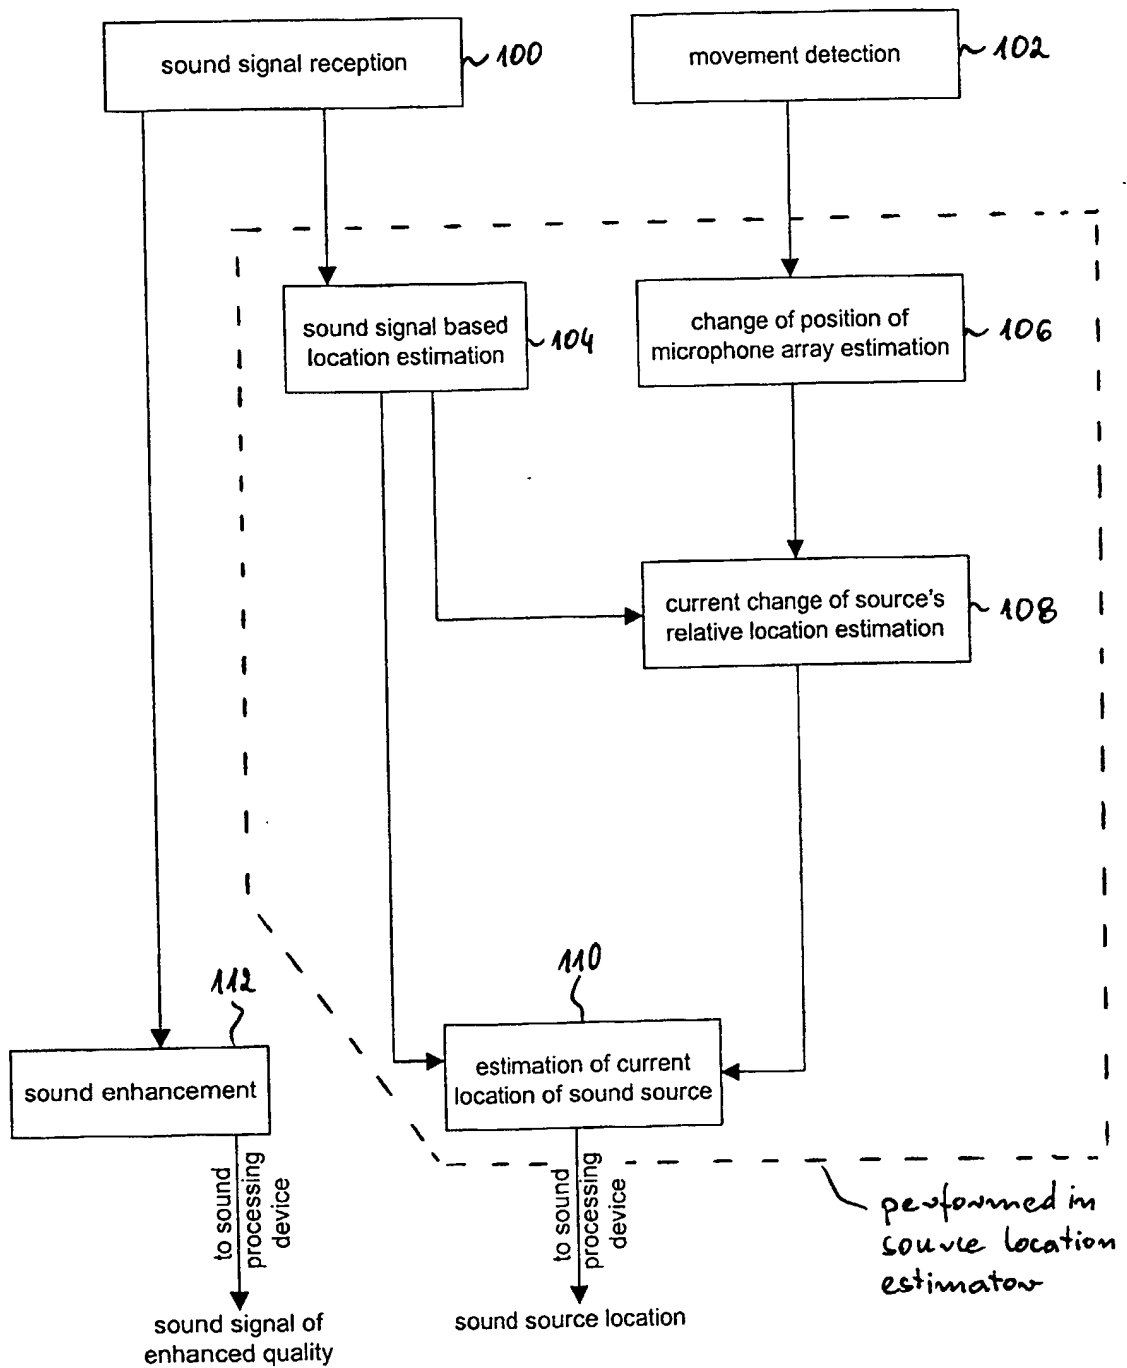 sound signal reception
100
movement detection
102
sound signal based
location estimation
104
change of position of
microphone array estimation
106
current change of source's
relative location estimation
108
110
112
sound enhancement
estimation of current
location of sound source
to sound
processing
device
to sound
processing
device
performed in
source location
estimator
sound signal of
enhanced quality
sound source location